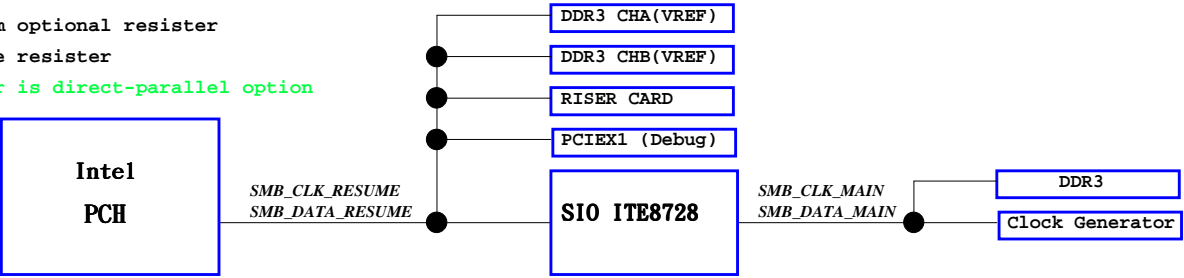 optional resister
resister
is direct-parallel option
DDR3 CHA(VREF)
DDR3 CHB(VREF)
RISER CARD
PCIEX1 (Debug)
Intel
PCH
SMB_CLK_RESUME
SMB_DATA_RESUME
SIO ITE8728
SMB_CLK_MAIN
SMB_DATA_MAIN
DDR3
Clock Generator